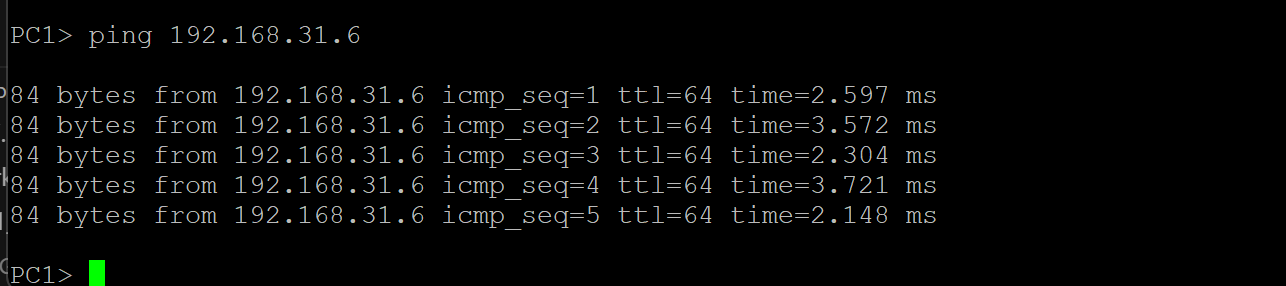 PC1> ping 192.168.31.6
84 bytes from 192.168.31.6 icmp_seq=1 ttl=64 time=2.597 ms
84 bytes from 192.168.31.6 icmp_seq=2 ttl=64 time=3.572 ms
84 bytes from 192.168.31.6 icmp_seq=3 ttl=64 time=2.304 ms
84 bytes from 192.168.31.6 icmp_seq=4 ttl=64 time=3.721 ms
84 bytes from 192.168.31.6 icmp_seq=5 ttl=64 time=2.148 ms
PC1>